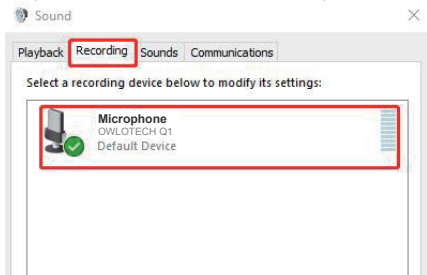 Sound
Playback Recording Sounds Communications
Select a recording device below to modify its settings:
Microphone
OWLOTECH Q1
Default Device